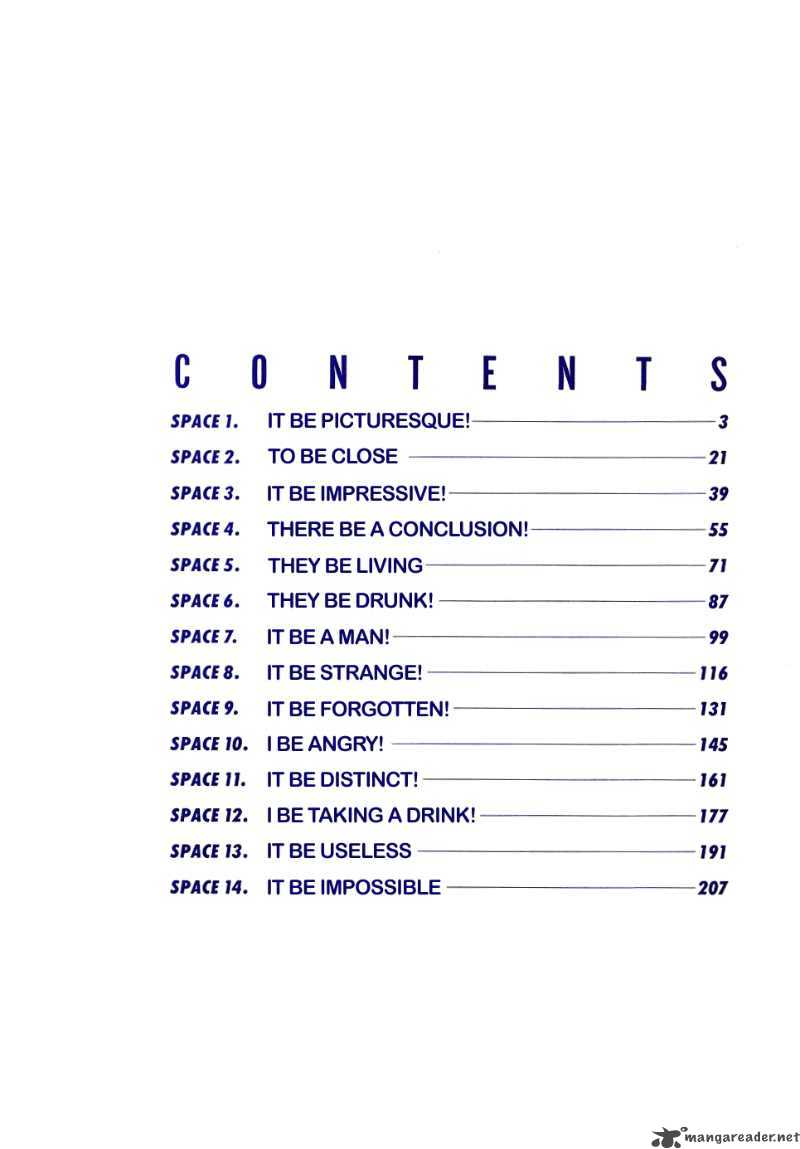 CONTENTS
SPACE 1. IT BE PICTURESQUE! 3
SPACE 2. TO BE CLOSE 21
SPACE 3. IT BE IMPRESSIVE! 39
SPACE 4. THERE BE A CONCLUSION! 55
SPACE 5. THEY BE LIVING 71
SPACE 6. THEY BE DRUNK! 87
SPACE 7. IT BE A MAN! 99
SPACE 8. IT BE STRANGE! 116
SPACE 9. IT BE FORGOTTEN! 131
SPACE 10. I BE ANGRY! 145
SPACE 11. IT BE DISTINCT! 161
SPACE 12. I BE TAKING A DRINK! 177
SPACE 13. IT BE USELESS 191
SPACE 14. IT BE IMPOSSIBLE 207
mangareader.net